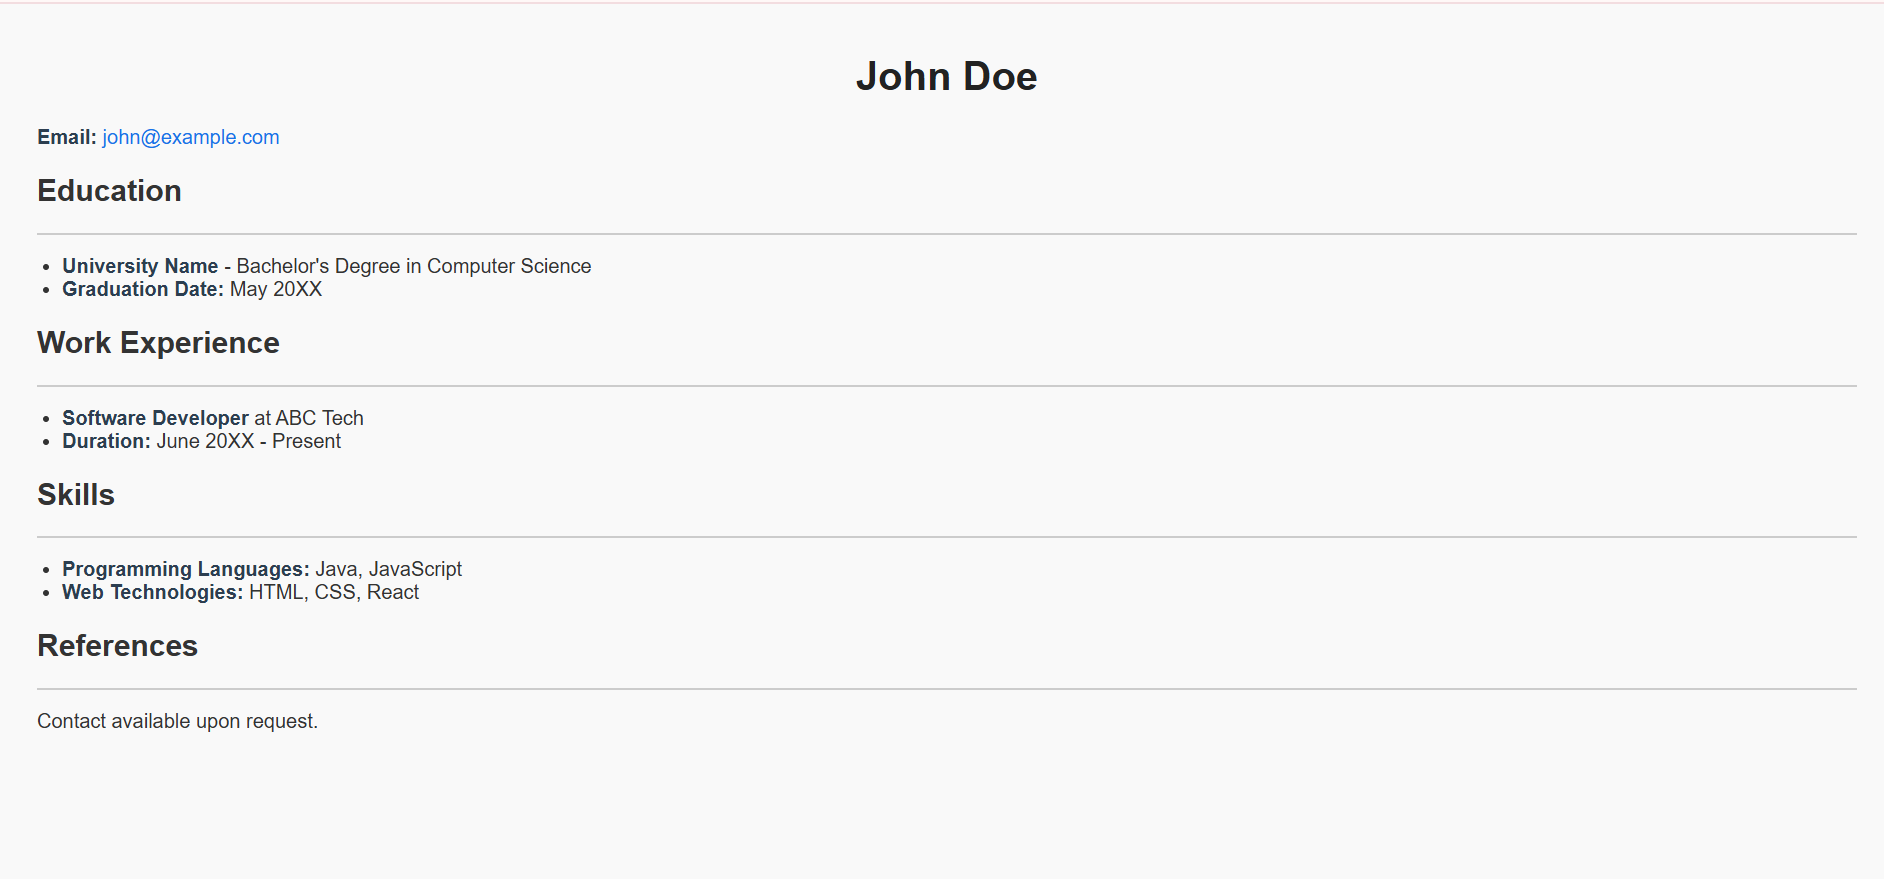 John Doe
Email: john@example.com
Education
University Name - Bachelor's Degree in Computer Science
Graduation Date: May 20XX
Work Experience
Software Developer at ABC Tech
Duration: June 20XX - Present
Skills
Programming Languages: Java, JavaScript
Web Technologies: HTML, CSS, React
References
Contact available upon request.